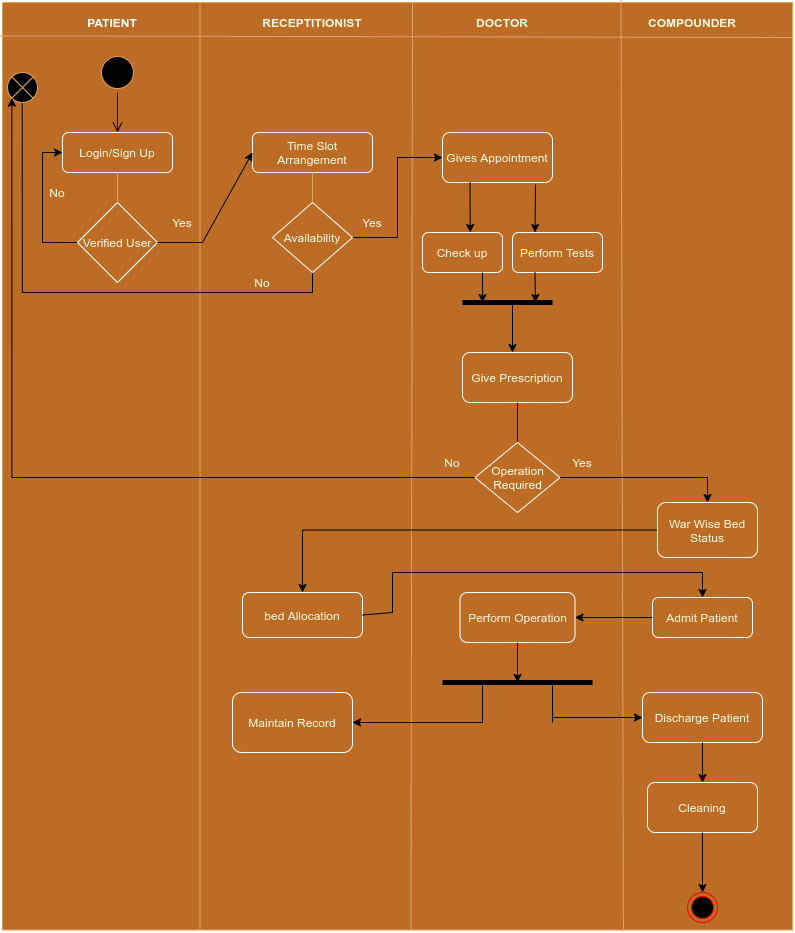 PATIENT
RECEPTITIONIST
DOCTOR
COMPOUNDER
Login/Sign Up
Time Slot
Arrangement
Gives Appointment
No
Yes
Yes
Verified User
Availability
Check up
Perform Tests
No
Give Prescription
No
Yes
Operation
Required
War Wise Bed
Status
bed Allocation
Perform Operation
Admit Patient
Maintain Record
Discharge Patient
Cleaning